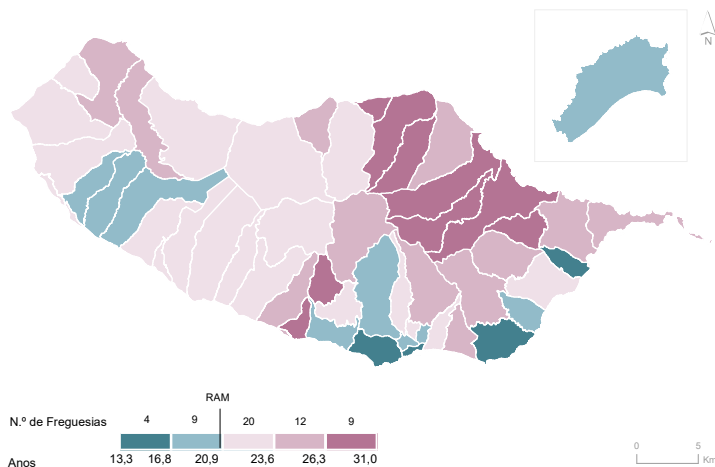 N
RAM
N.º de Freguesias 4 9 20 12 9
Anos 13,3 16,8 20,9 23,6 26,3 31,0
0 5
Km